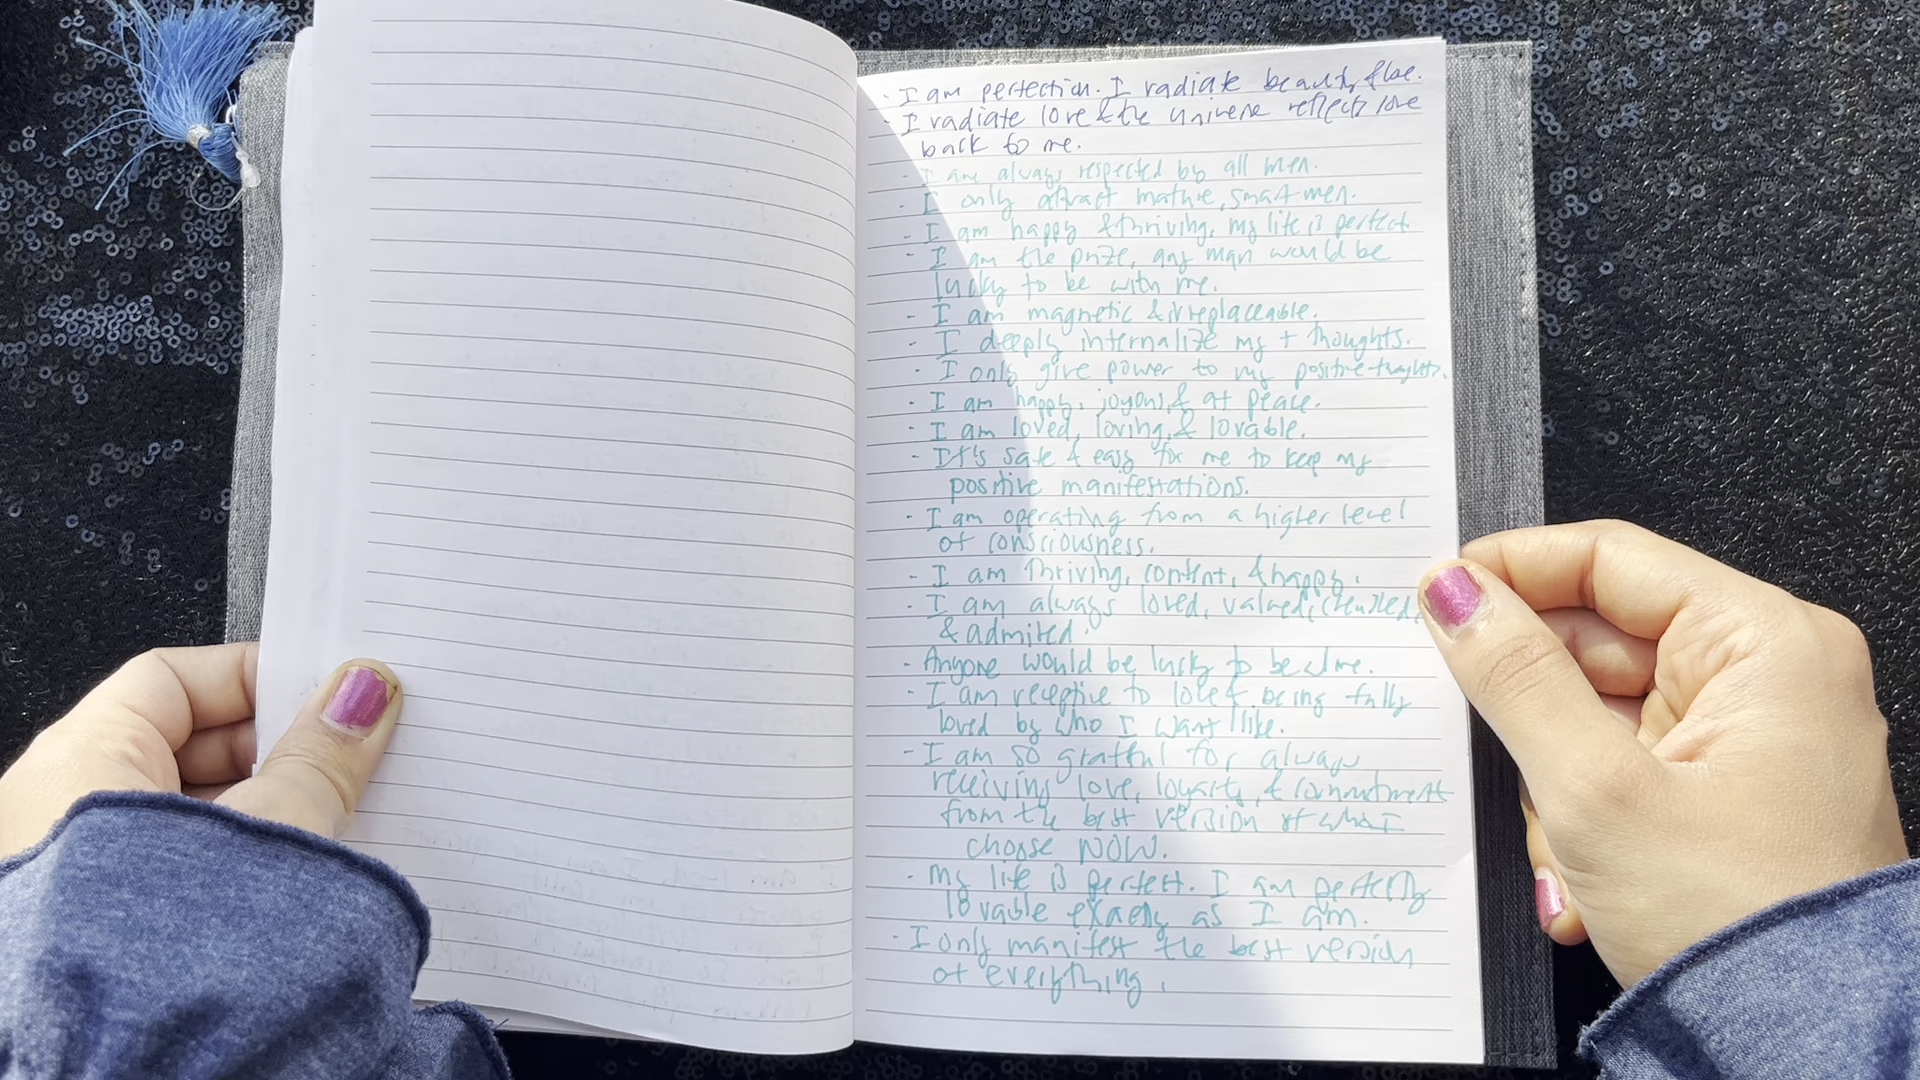 - I am perfection. I radiate beauty & love.
- I radiate love & the universe reflects love
back to me.
- I am always respected by all men.
- I only attract mature, smart men.
- I am happy & thriving, my life is perfect
- I am the prize, any man would be
lucky to be with me.
- I am magnetic & irreplaceable.
- I deeply internalize my + thoughts.
- I only give power to my positive thoughts.
- I am happy, joyous, & at peace.
- I am loved, loving, & lovable.
- It's safe & easy for me to keep my
positive manifestations.
- I am operating from a higher level
of consciousness.
- I am thriving, content, & happy.
- I am always loved, valued, cherished,
& admired.
- Anyone would be lucky to be w/ me.
- I am receptive to love & being fully
loved by who I want / like.
- I am so grateful for always
receiving love, loyalty, & commitment
from the best version of who I
choose NOW.
- My life is perfect. I am perfectly
lovable exactly as I am.
- I only manifest the best version
of everything.